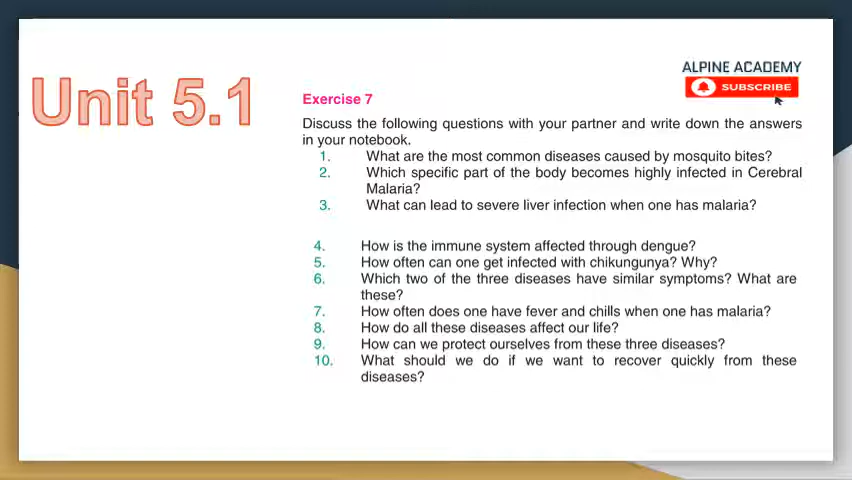 Unit 5.1
ALPINE ACADEMY
SUBSCRIBE
Exercise 7
Discuss the following questions with your partner and write down the answers
in your notebook.
1. What are the most common diseases caused by mosquito bites?
2. Which specific part of the body becomes highly infected in Cerebral
Malaria?
3. What can lead to severe liver infection when one has malaria?
4. How is the immune system affected through dengue?
5. How often can one get infected with chikungunya? Why?
6. Which two of the three diseases have similar symptoms? What are
these?
7. How often does one have fever and chills when one has malaria?
8. How do all these diseases affect our life?
9. How can we protect ourselves from these three diseases?
10. What should we do if we want to recover quickly from these
diseases?